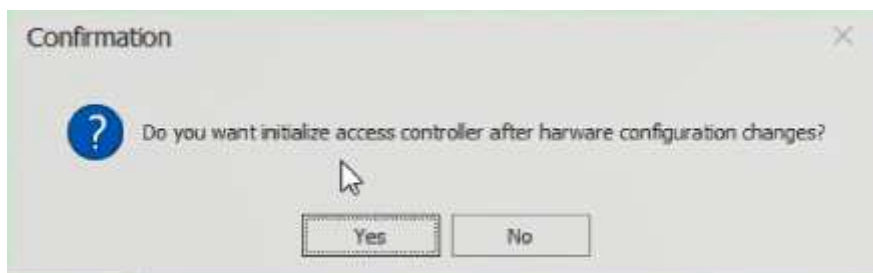 Confirmation
Do you want initialize access controller after harware configuration changes?
Yes
No